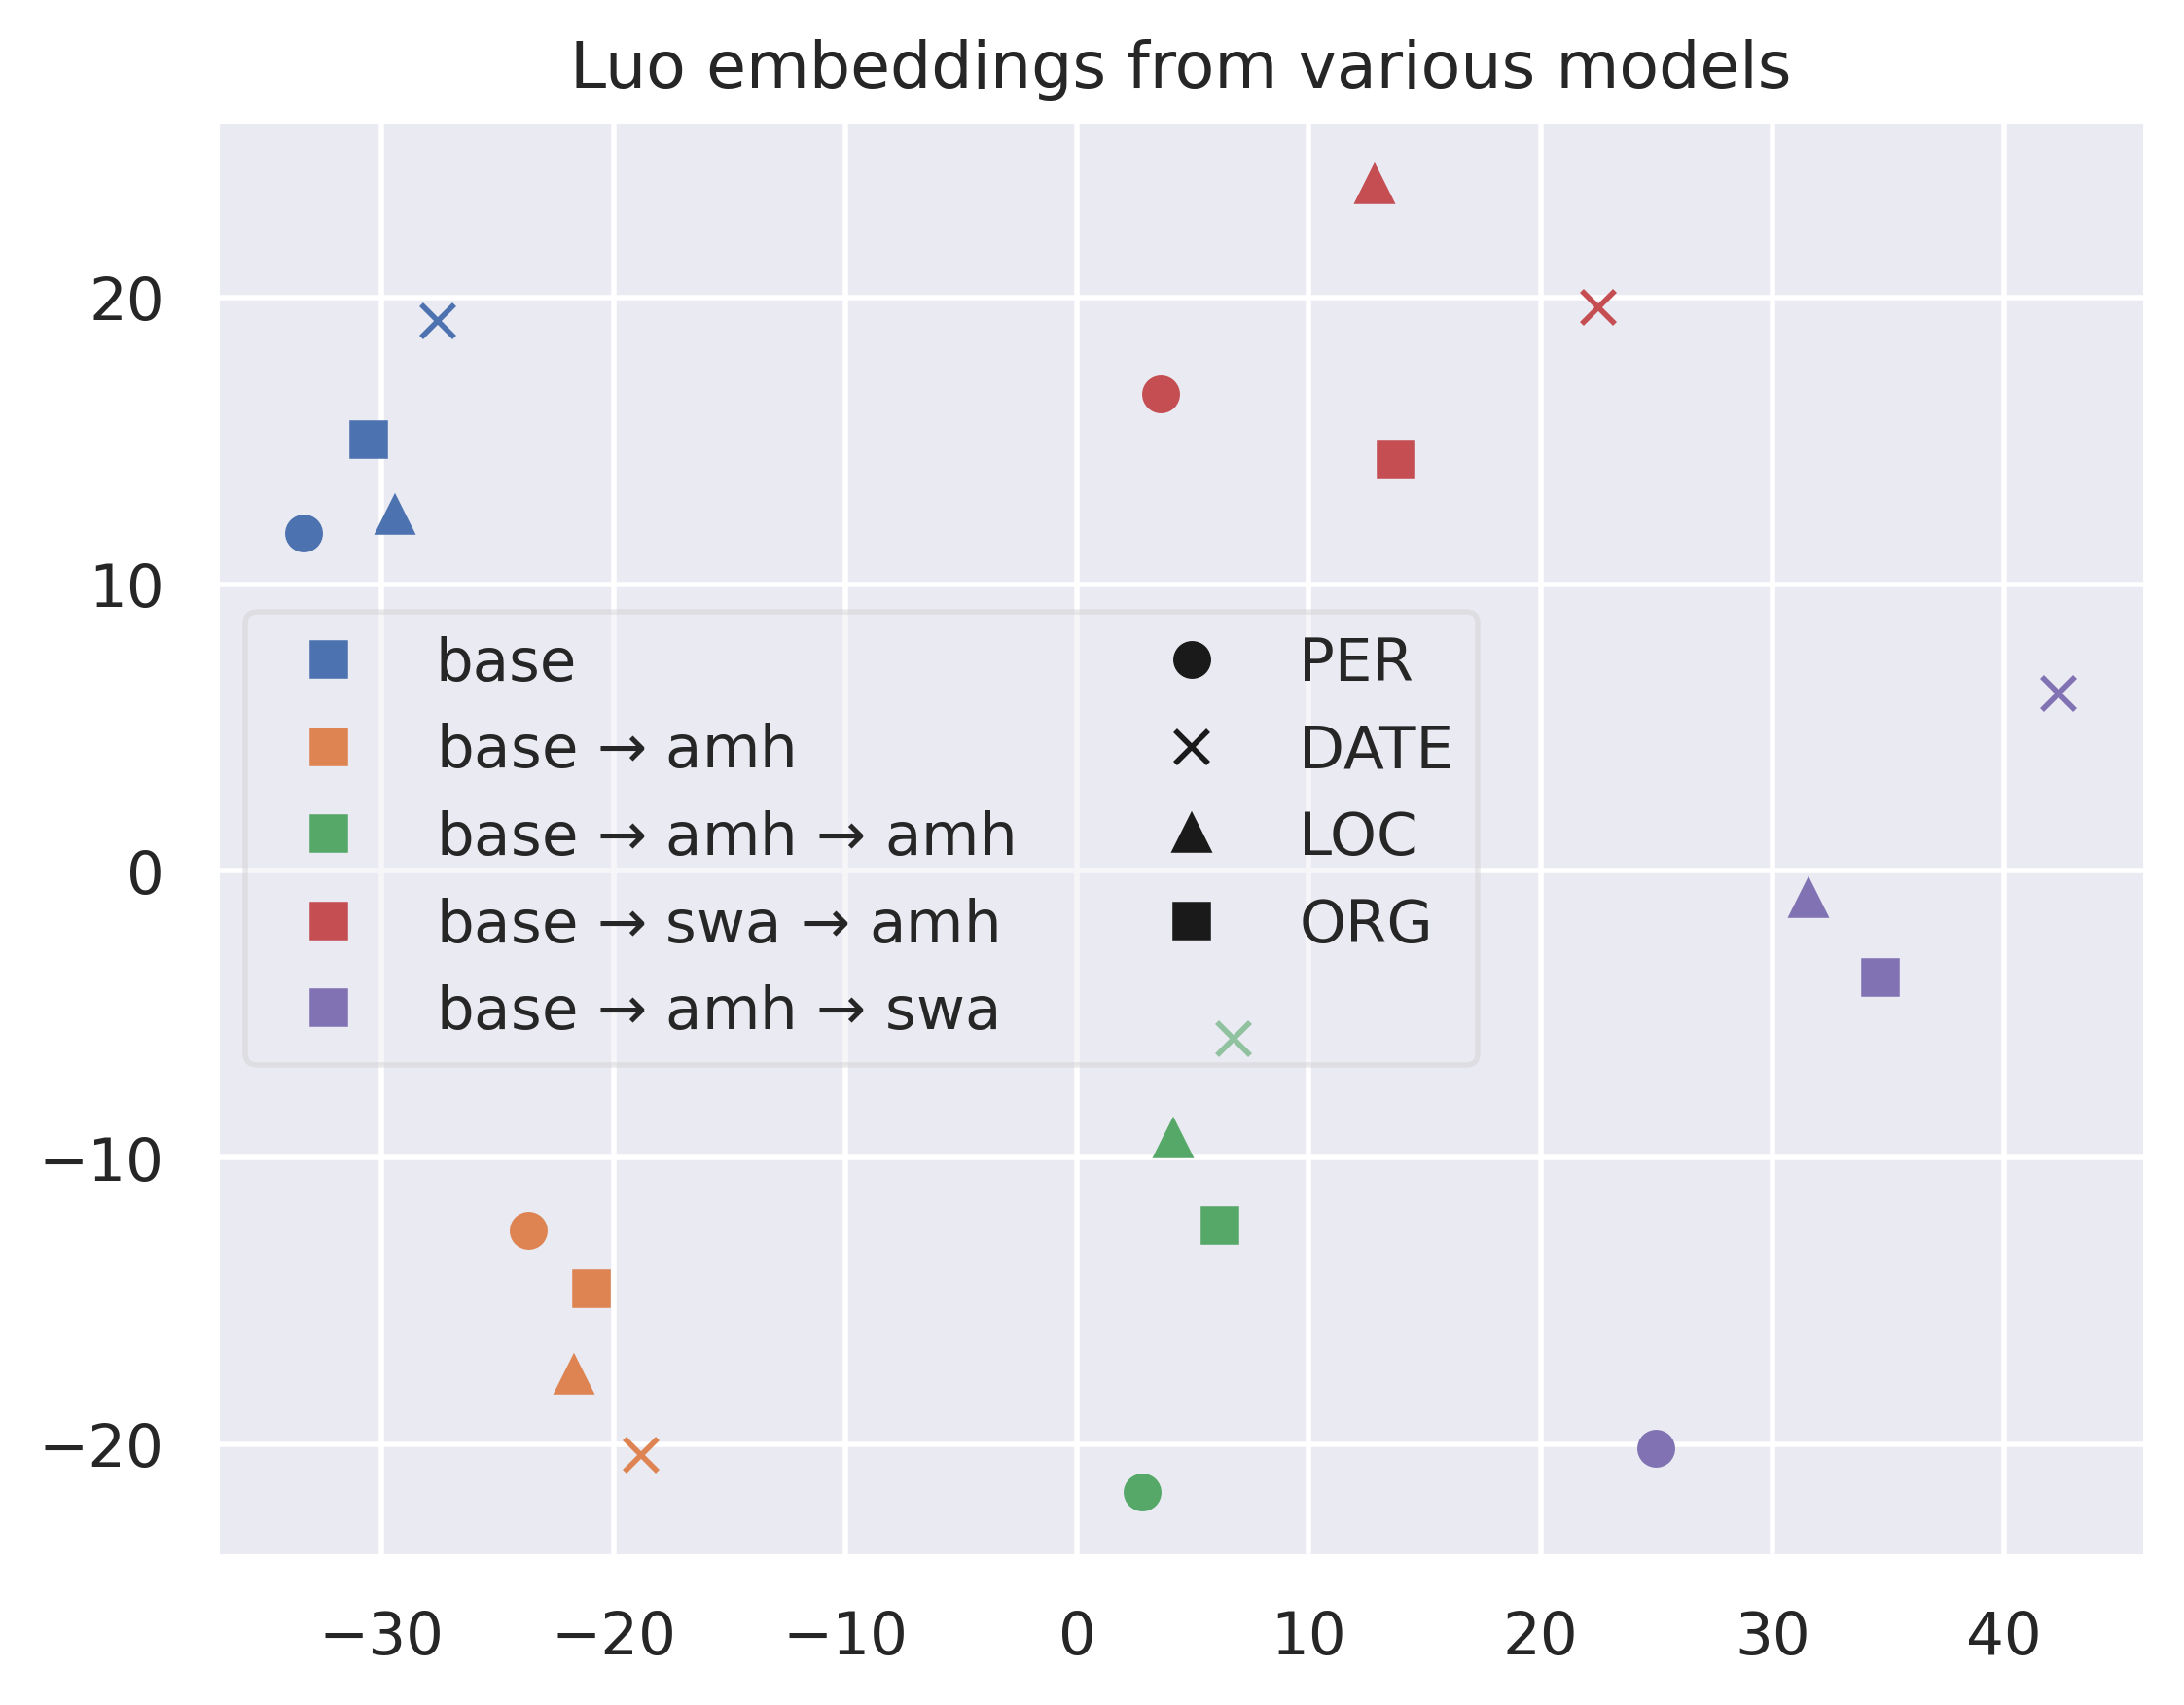 Luo embeddings from various models
20
10
0
−10
−20
base
base → amh
base → amh → amh
base → swa → amh
base → amh → swa
PER
DATE
LOC
ORG
−30 −20 −10 0 10 20 30 40